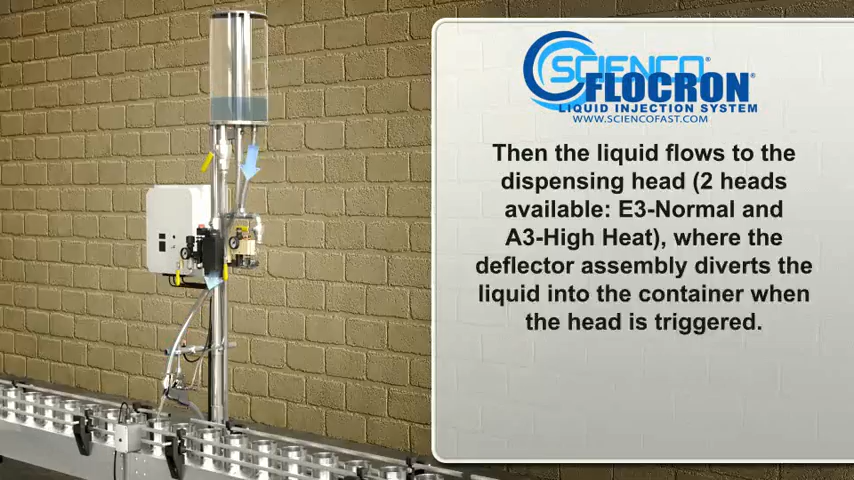 SCIENCO®
FLOCRON®
LIQUID INJECTION SYSTEM
WWW.SCIENCOFAST.COM
Then the liquid flows to the
dispensing head (2 heads
available: E3-Normal and
A3-High Heat), where the
deflector assembly diverts the
liquid into the container when
the head is triggered.